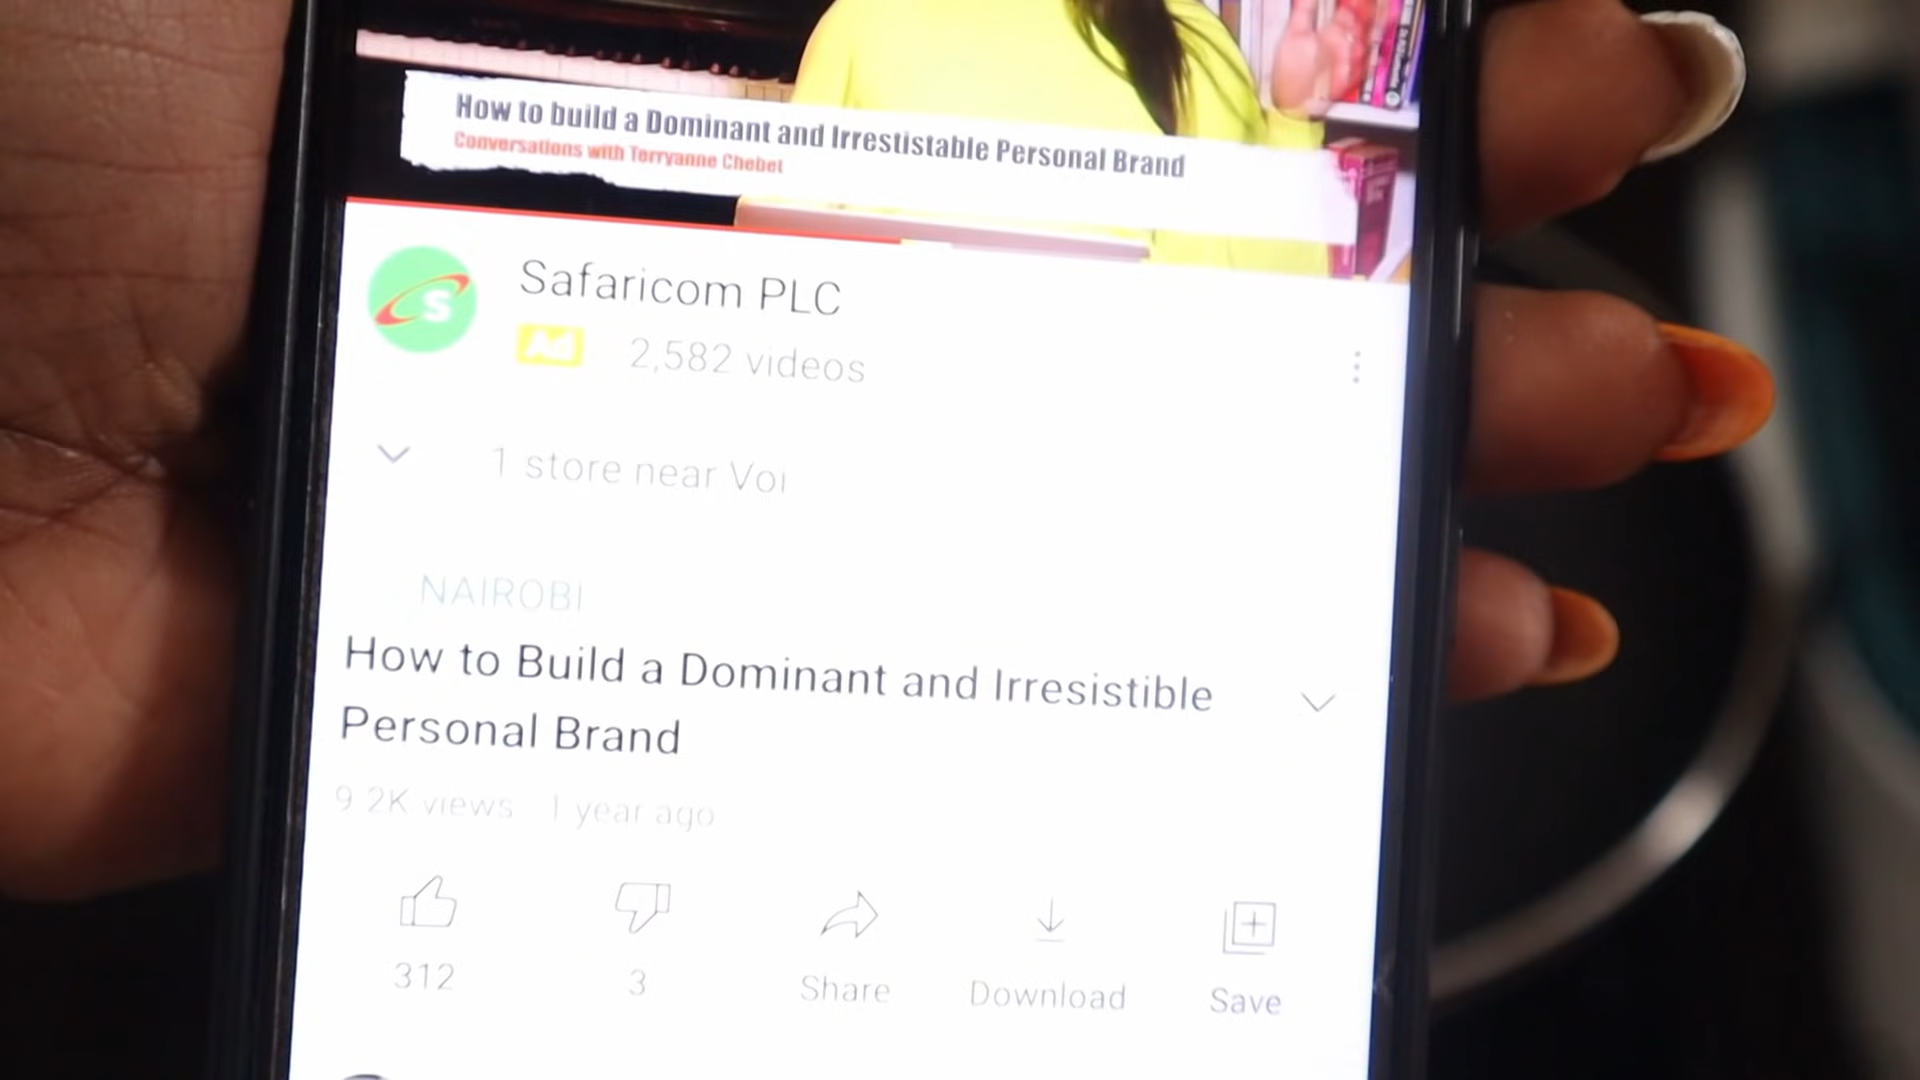 How to build a Dominant and Irrestistable Personal Brand
Conversations with Terryanne Chebet
S
Safaricom PLC
Ad 2,582 videos
1 store near Voi
NAIROBI
How to Build a Dominant and Irresistible
Personal Brand
9 2K views 1 year ago
312
3
Share
Download
Save